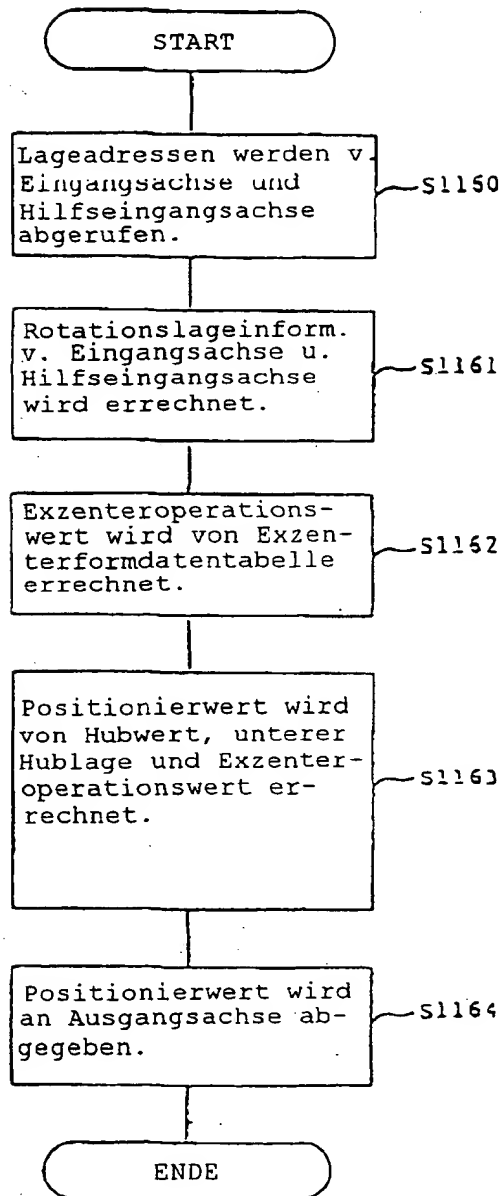 START
Lageadressen werden v.
Eingangsachse und
Hilfseingangsachse
abgerufen.
S1160
Rotationslageinform.
v. Eingangsachse u.
Hilfseingangsachse
wird errechnet.
S1161
Exzenteroperations-
wert wird von Exzen-
terformdatentabelle
errechnet.
S1162
Positionierwert wird
von Hubwert, unterer
Hublage und Exzenter-
operationswert er-
rechnet.
S1163
Positionierwert wird
an Ausgangsachse ab-
gegeben.
S1164
ENDE